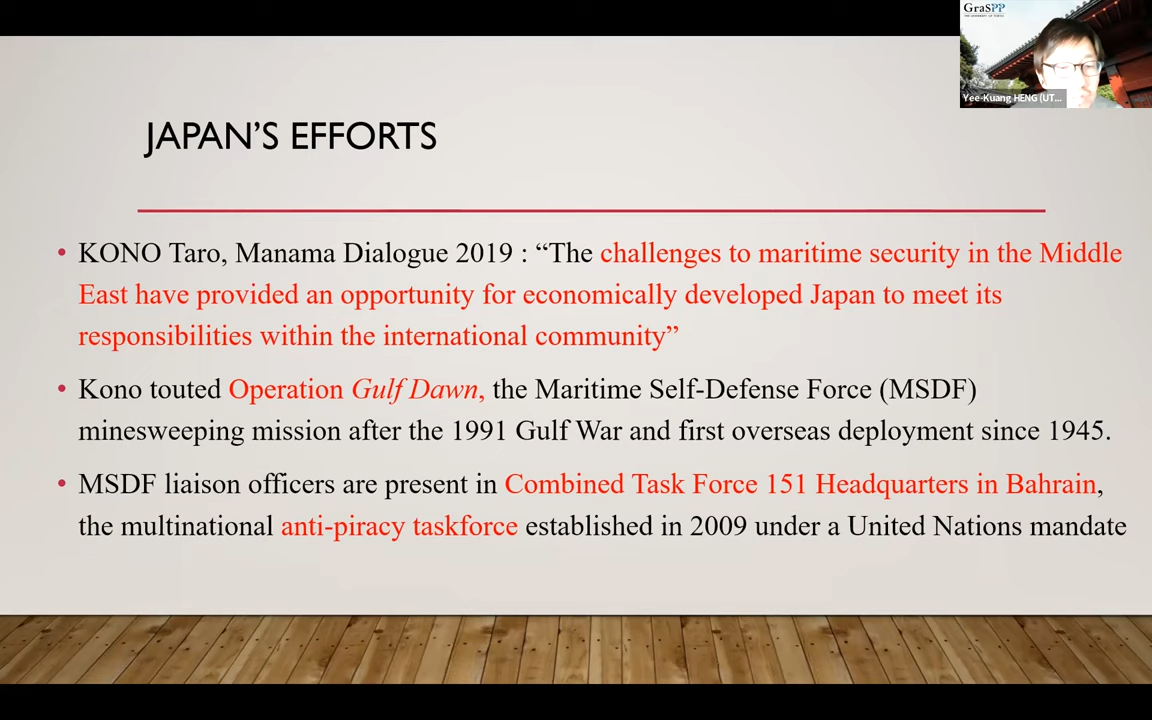 GraSPP
THE UNIVERSITY OF TOKYO
Yee-Kuang HENG (UT...
JAPAN'S EFFORTS
• KONO Taro, Manama Dialogue 2019 : “The challenges to maritime security in the Middle
East have provided an opportunity for economically developed Japan to meet its
responsibilities within the international community”
• Kono touted Operation Gulf Dawn, the Maritime Self-Defense Force (MSDF)
minesweeping mission after the 1991 Gulf War and first overseas deployment since 1945.
• MSDF liaison officers are present in Combined Task Force 151 Headquarters in Bahrain,
the multinational anti-piracy taskforce established in 2009 under a United Nations mandate